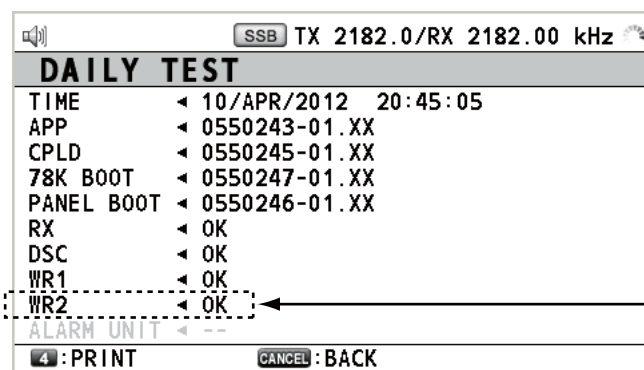 SSB TX 2182.0/RX 2182.00 kHz
DAILY TEST
TIME ◄ 10/APR/2012 20:45:05
APP ◄ 0550243-01.XX
CPLD ◄ 0550245-01.XX
78K BOOT ◄ 0550247-01.XX
PANEL BOOT ◄ 0550246-01.XX
RX ◄ OK
DSC ◄ OK
WR1 ◄ OK
WR2 ◄ OK
ALARM UNIT ◄ --
4 :PRINT CANCEL :BACK